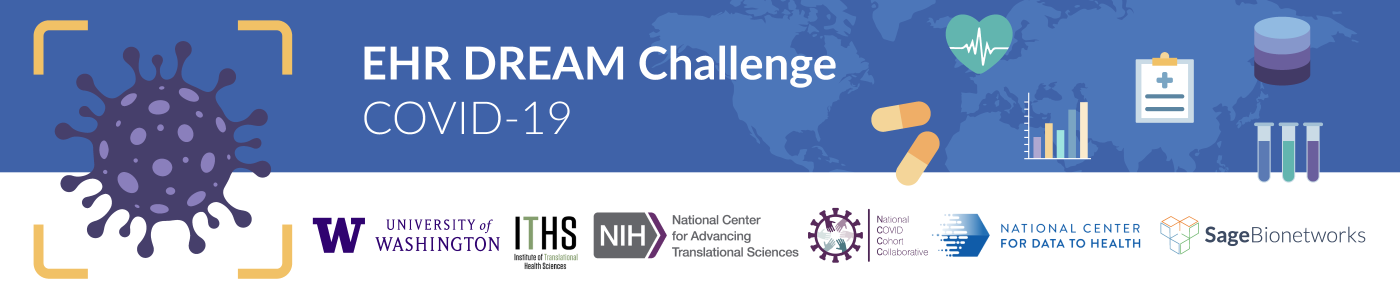 EHR DREAM Challenge
COVID-19
W
UNIVERSITY of
WASHINGTON
ITHS
Institute of Translational
Health Sciences
NIH
National Center
for Advancing
Translational Sciences
National
COVID
Cohort
Collaborative
NATIONAL CENTER
FOR DATA TO HEALTH
SageBionetworks